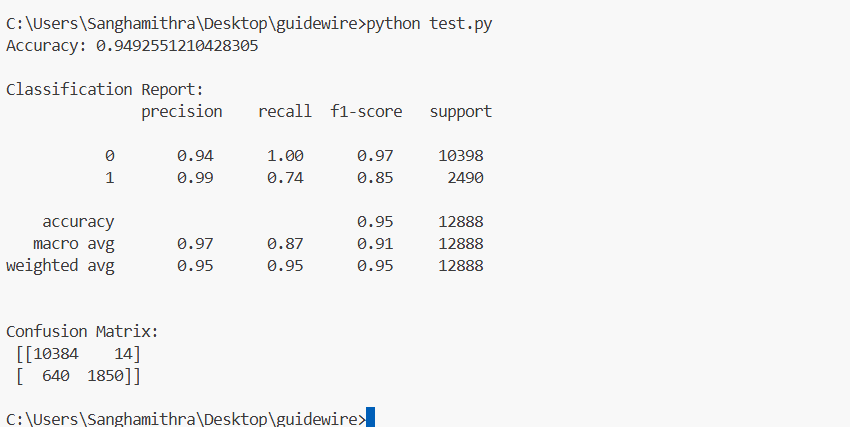 C:\Users\Sanghamithra\Desktop\guidewire>python test.py
Accuracy: 0.9492551210428305
Classification Report:
precision recall f1-score support
0 0.94 1.00 0.97 10398
1 0.99 0.74 0.85 2490
accuracy 0.95 12888
macro avg 0.97 0.87 0.91 12888
weighted avg 0.95 0.95 0.95 12888
Confusion Matrix:
[[10384 14]
[ 640 1850]]
C:\Users\Sanghamithra\Desktop\guidewire>